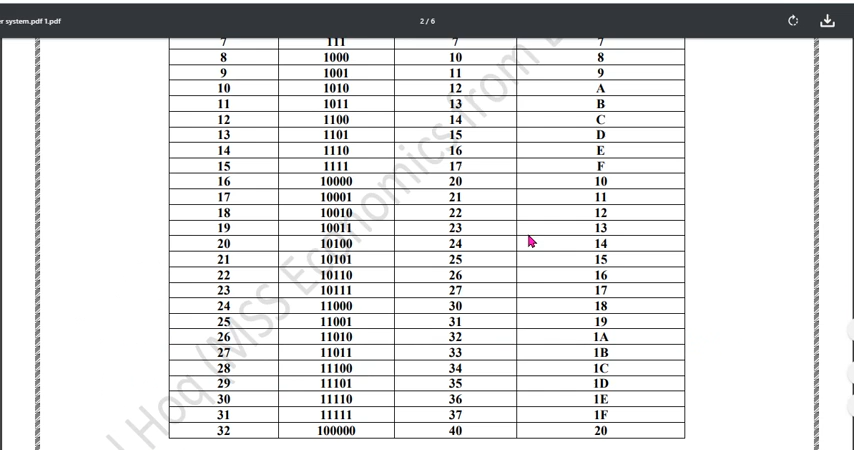 er system.pdf 1.pdf 2 / 6
7 111 7 7
8 1000 10 8
9 1001 11 9
10 1010 12 A
11 1011 13 B
12 1100 14 C
13 1101 15 D
14 1110 16 E
15 1111 17 F
16 10000 20 10
17 10001 21 11
18 10010 22 12
19 10011 23 13
20 10100 24 14
21 10101 25 15
22 10110 26 16
23 10111 27 17
24 11000 30 18
25 11001 31 19
26 11010 32 1A
27 11011 33 1B
28 11100 34 1C
29 11101 35 1D
30 11110 36 1E
31 11111 37 1F
32 100000 40 20
Hoq (MSS Economics from